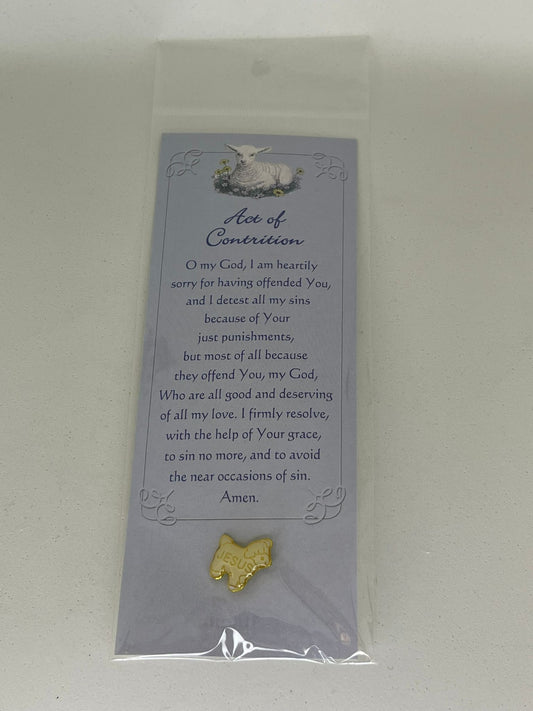 Act of
Contrition
O my God, I am heartily
sorry for having offended You,
and I detest all my sins
because of Your
just punishments,
but most of all because
they offend You, my God,
Who are all good and deserving
of all my love. I firmly resolve,
with the help of Your grace,
to sin no more, and to avoid
the near occasions of sin.
Amen.
JESUS